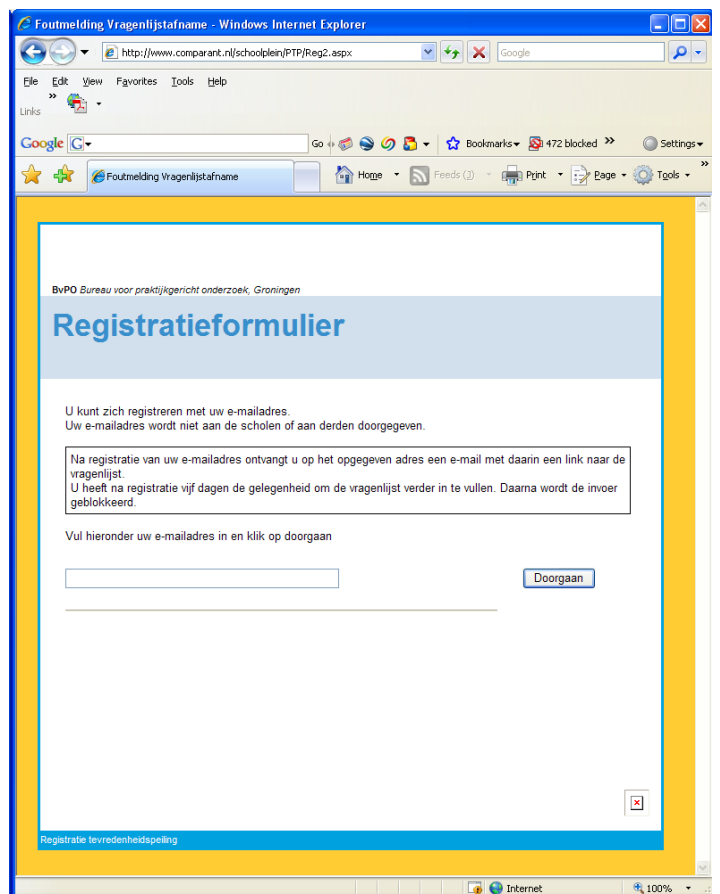 Foutmelding Vragenlijstafname - Windows Internet Explorer
http://www.comparant.nl/schoolplein/PTP/Reg2.aspx
Google
File Edit View Favorites Tools Help
Links »
Google G Go Bookmarks 472 blocked » Settings
Foutmelding Vragenlijstafname Home Feeds (J) Print Page Tools »
BvPO Bureau voor praktijkgericht onderzoek, Groningen
Registratieformulier
U kunt zich registreren met uw e-mailadres.
Uw e-mailadres wordt niet aan de scholen of aan derden doorgegeven.
Na registratie van uw e-mailadres ontvangt u op het opgegeven adres een e-mail met daarin een link naar de
vragenlijst.
U heeft na registratie vijf dagen de gelegenheid om de vragenlijst verder in te vullen. Daarna wordt de invoer
geblokkeerd.
Vul hieronder uw e-mailadres in en klik op doorgaan
Doorgaan
Registratie tevredenheidspeiling
Internet 100%